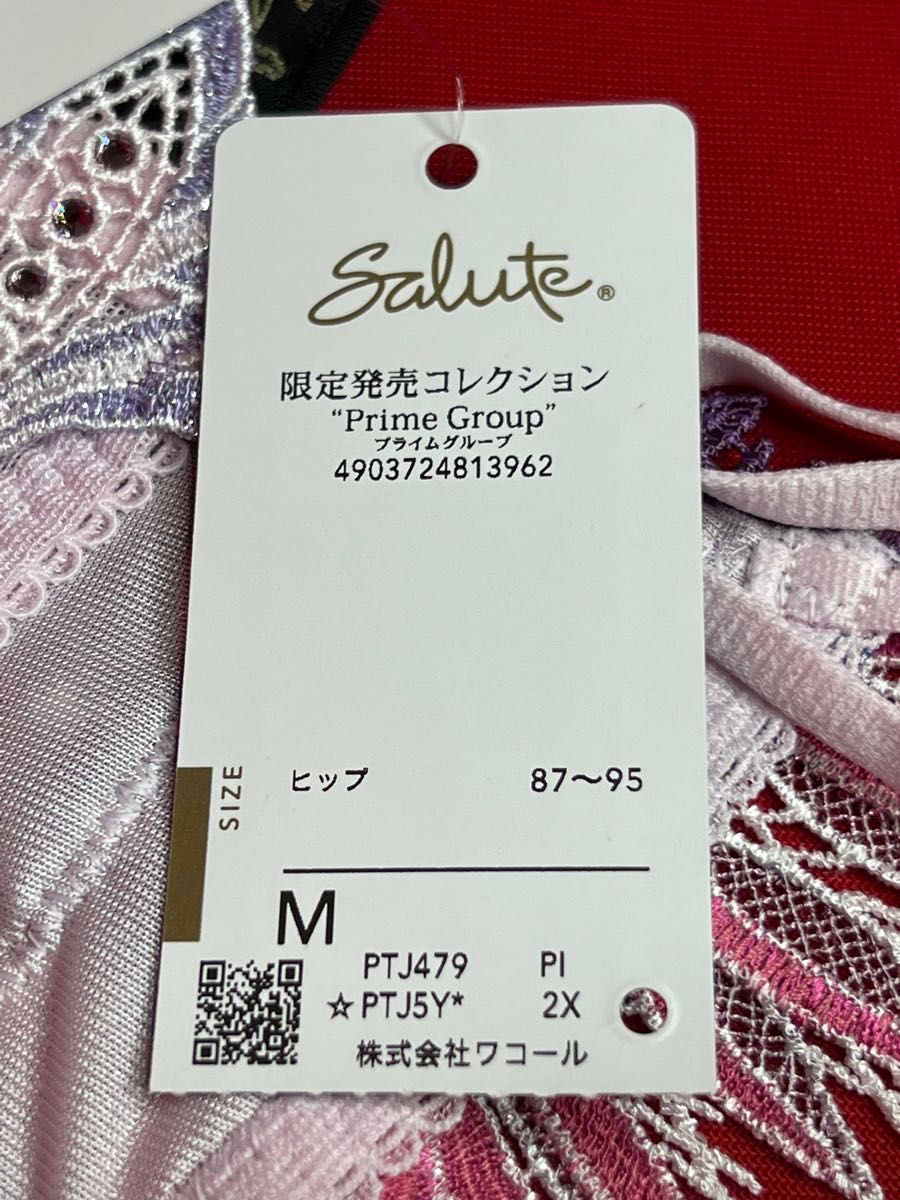 Salute®
限定発売コレクション
“Prime Group”
プライムグループ
4903724813962
SIZE
ヒップ 87〜95
M
PTJ479 PI
☆PTJ5Y* 2X
株式会社ワコール